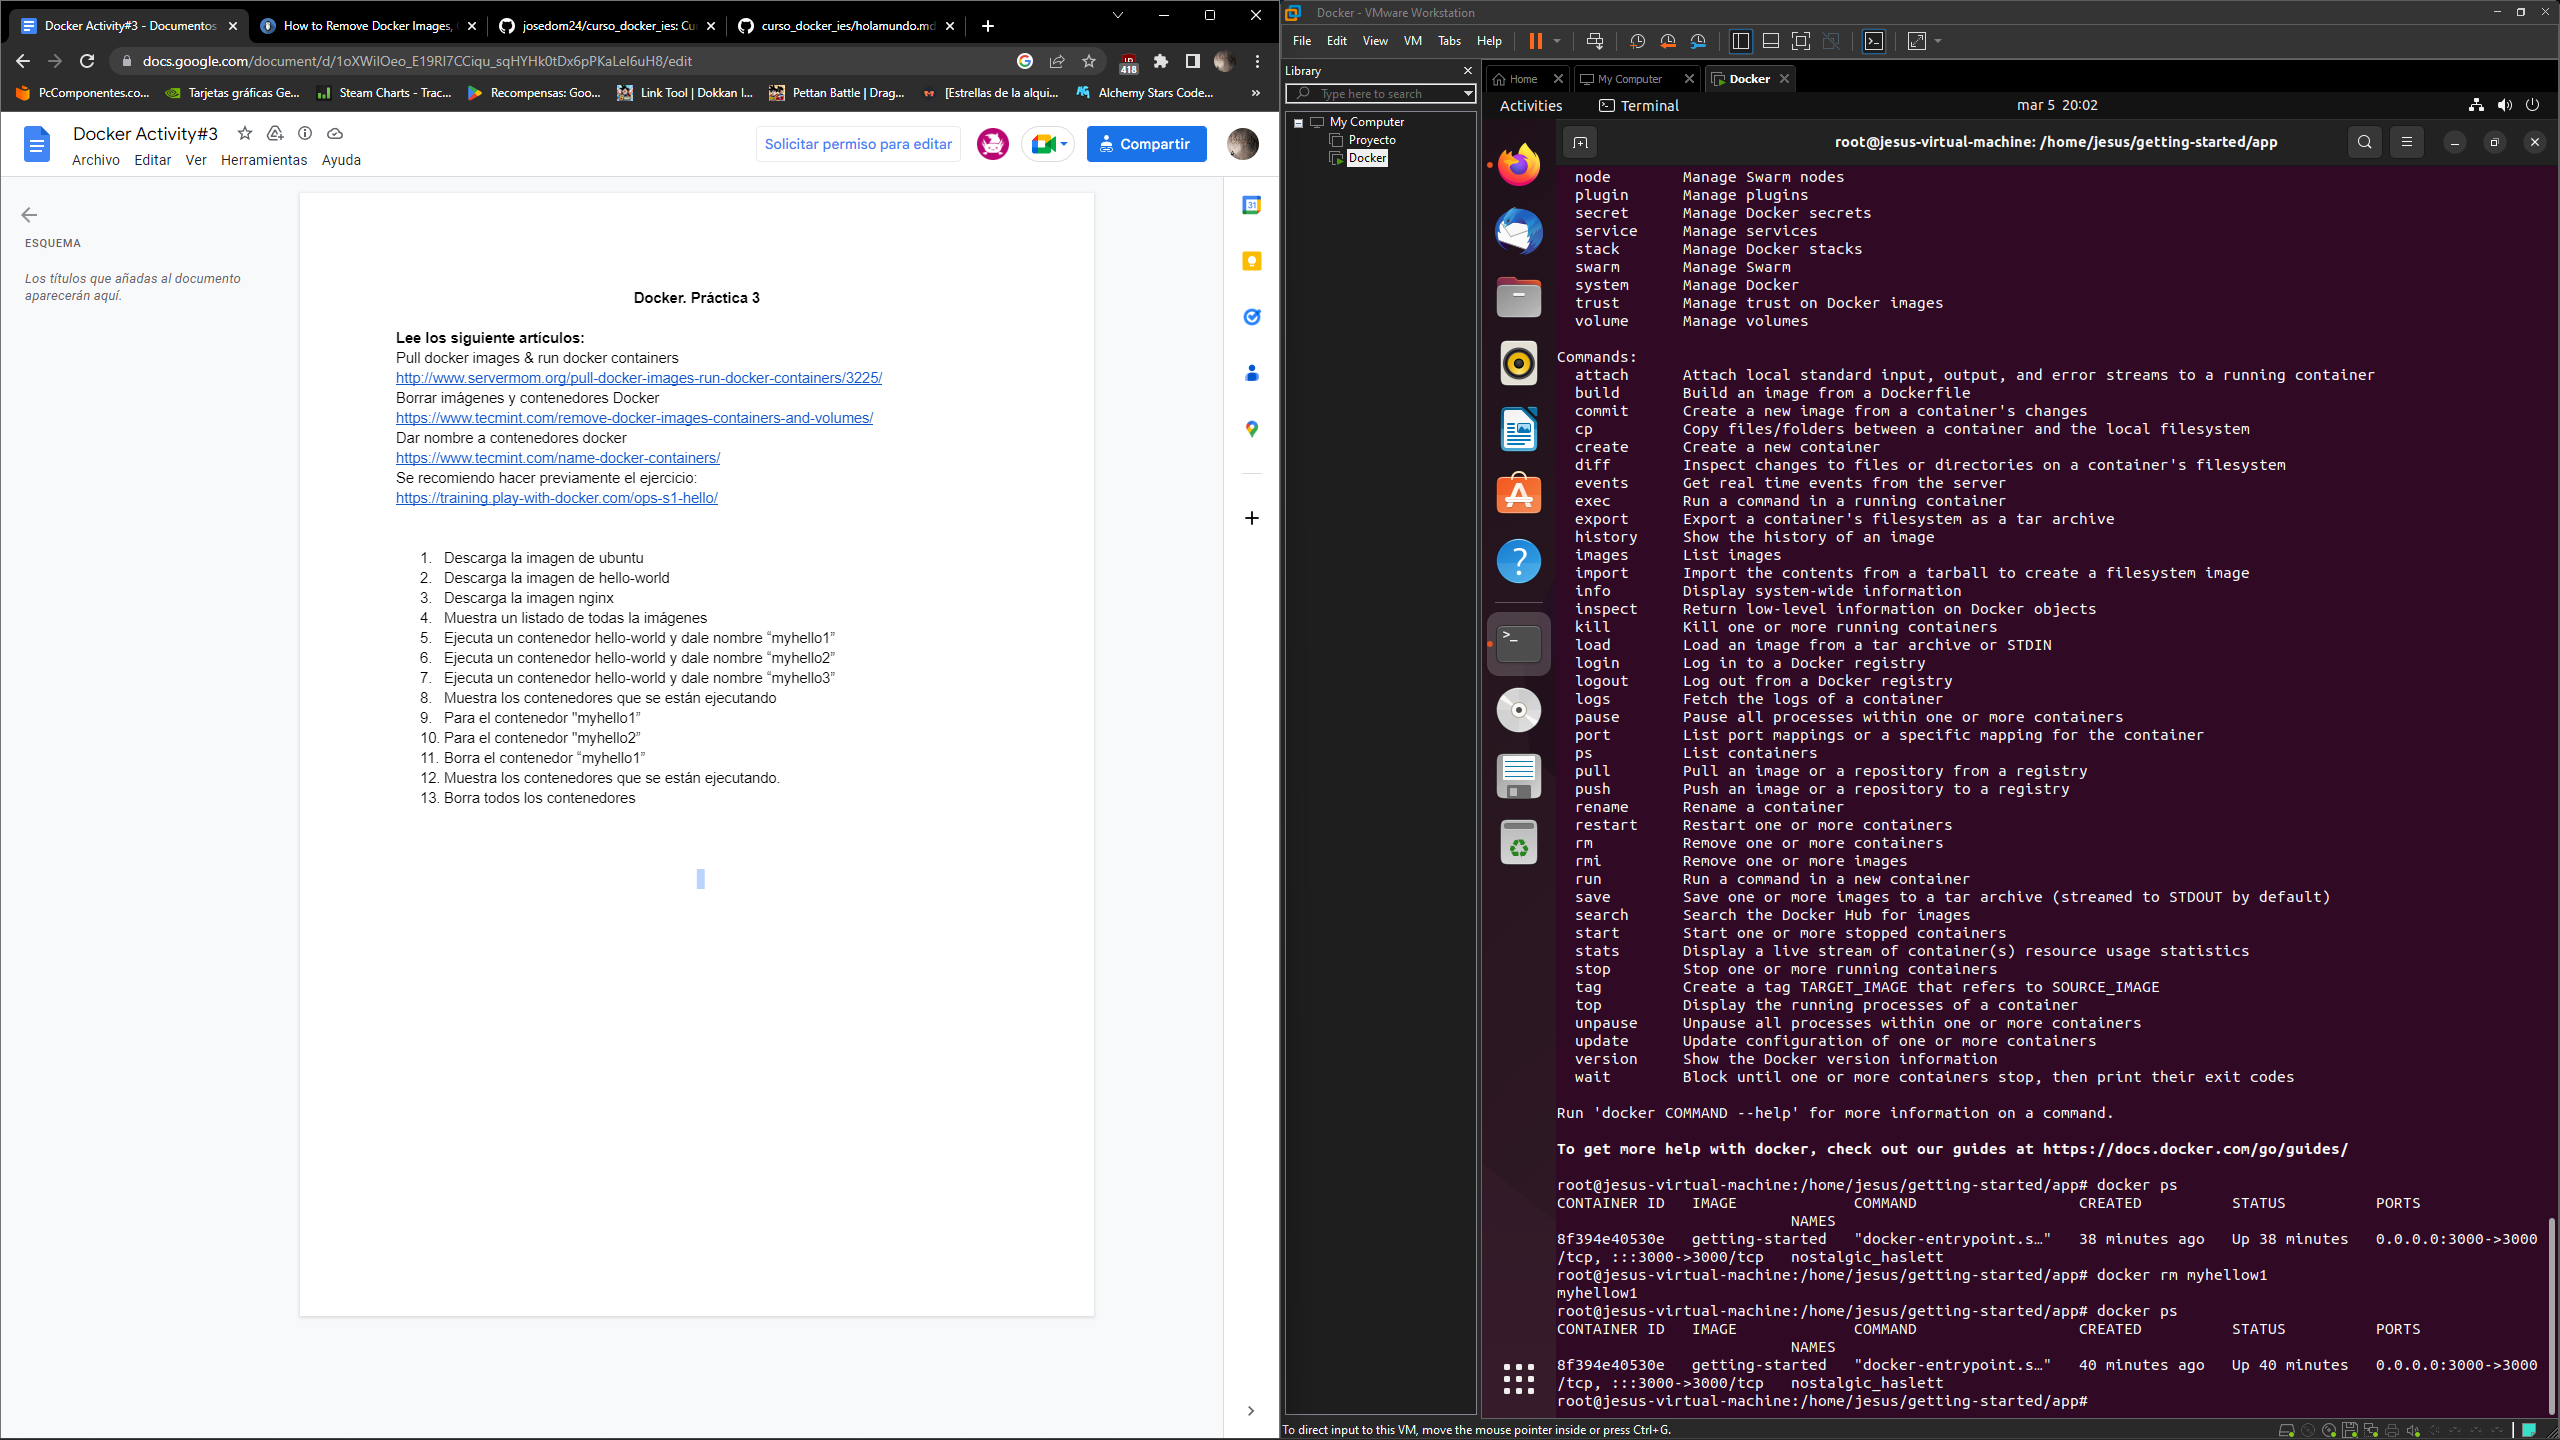 Docker Activity#3 - Documentos
How to Remove Docker Images,
josedom24/curso_docker_ies: Cu
curso_docker_ies/holamundo.md
docs.google.com/document/d/1oXWilOeo_E19Rl7CCiqu_sqHYHk0tDx6pPKaLel6uH8/edit
418
PcComponentes.co...
Tarjetas gráficas Ge...
Steam Charts - Trac...
Recompensas: Goo...
Link Tool | Dokkan I...
Pettan Battle | Drag...
[Estrellas de la alqui...
Alchemy Stars Code...
Docker Activity#3
Archivo Editar Ver Herramientas Ayuda
Solicitar permiso para editar
Compartir
31
ESQUEMA
Los títulos que añadas al documento
aparecerán aquí.
Docker. Práctica 3
Lee los siguiente artículos:
Pull docker images & run docker containers
http://www.servermom.org/pull-docker-images-run-docker-containers/3225/
Borrar imágenes y contenedores Docker
https://www.tecmint.com/remove-docker-images-containers-and-volumes/
Dar nombre a contenedores docker
https://www.tecmint.com/name-docker-containers/
Se recomiendo hacer previamente el ejercicio:
https://training.play-with-docker.com/ops-s1-hello/
1. Descarga la imagen de ubuntu
2. Descarga la imagen de hello-world
3. Descarga la imagen nginx
4. Muestra un listado de todas la imágenes
5. Ejecuta un contenedor hello-world y dale nombre “myhello1”
6. Ejecuta un contenedor hello-world y dale nombre “myhello2”
7. Ejecuta un contenedor hello-world y dale nombre “myhello3”
8. Muestra los contenedores que se están ejecutando
9. Para el contenedor "myhello1”
10. Para el contenedor "myhello2”
11. Borra el contenedor “myhello1”
12. Muestra los contenedores que se están ejecutando.
13. Borra todos los contenedores
Docker - VMware Workstation
File Edit View VM Tabs Help
Library
Type here to search
My Computer
Proyecto
Docker
Home
My Computer
Docker
Activities
Terminal
mar 5 20:02
root@jesus-virtual-machine: /home/jesus/getting-started/app
node Manage Swarm nodes
plugin Manage plugins
secret Manage Docker secrets
service Manage services
stack Manage Docker stacks
swarm Manage Swarm
system Manage Docker
trust Manage trust on Docker images
volume Manage volumes
Commands:
attach Attach local standard input, output, and error streams to a running container
build Build an image from a Dockerfile
commit Create a new image from a container's changes
cp Copy files/folders between a container and the local filesystem
create Create a new container
diff Inspect changes to files or directories on a container's filesystem
events Get real time events from the server
exec Run a command in a running container
export Export a container's filesystem as a tar archive
history Show the history of an image
images List images
import Import the contents from a tarball to create a filesystem image
info Display system-wide information
inspect Return low-level information on Docker objects
kill Kill one or more running containers
load Load an image from a tar archive or STDIN
login Log in to a Docker registry
logout Log out from a Docker registry
logs Fetch the logs of a container
pause Pause all processes within one or more containers
port List port mappings or a specific mapping for the container
ps List containers
pull Pull an image or a repository from a registry
push Push an image or a repository to a registry
rename Rename a container
restart Restart one or more containers
rm Remove one or more containers
rmi Remove one or more images
run Run a command in a new container
save Save one or more images to a tar archive (streamed to STDOUT by default)
search Search the Docker Hub for images
start Start one or more stopped containers
stats Display a live stream of container(s) resource usage statistics
stop Stop one or more running containers
tag Create a tag TARGET_IMAGE that refers to SOURCE_IMAGE
top Display the running processes of a container
unpause Unpause all processes within one or more containers
update Update configuration of one or more containers
version Show the Docker version information
wait Block until one or more containers stop, then print their exit codes
Run 'docker COMMAND --help' for more information on a command.
To get more help with docker, check out our guides at https://docs.docker.com/go/guides/
root@jesus-virtual-machine:/home/jesus/getting-started/app# docker ps
CONTAINER ID IMAGE COMMAND CREATED STATUS PORTS
NAMES
8f394e40530e getting-started "docker-entrypoint.s…" 38 minutes ago Up 38 minutes 0.0.0.0:3000->3000
/tcp, :::3000->3000/tcp nostalgic_haslett
root@jesus-virtual-machine:/home/jesus/getting-started/app# docker rm myhellow1
myhellow1
root@jesus-virtual-machine:/home/jesus/getting-started/app# docker ps
CONTAINER ID IMAGE COMMAND CREATED STATUS PORTS
NAMES
8f394e40530e getting-started "docker-entrypoint.s…" 40 minutes ago Up 40 minutes 0.0.0.0:3000->3000
/tcp, :::3000->3000/tcp nostalgic_haslett
root@jesus-virtual-machine:/home/jesus/getting-started/app#
To direct input to this VM, move the mouse pointer inside or press Ctrl+G.